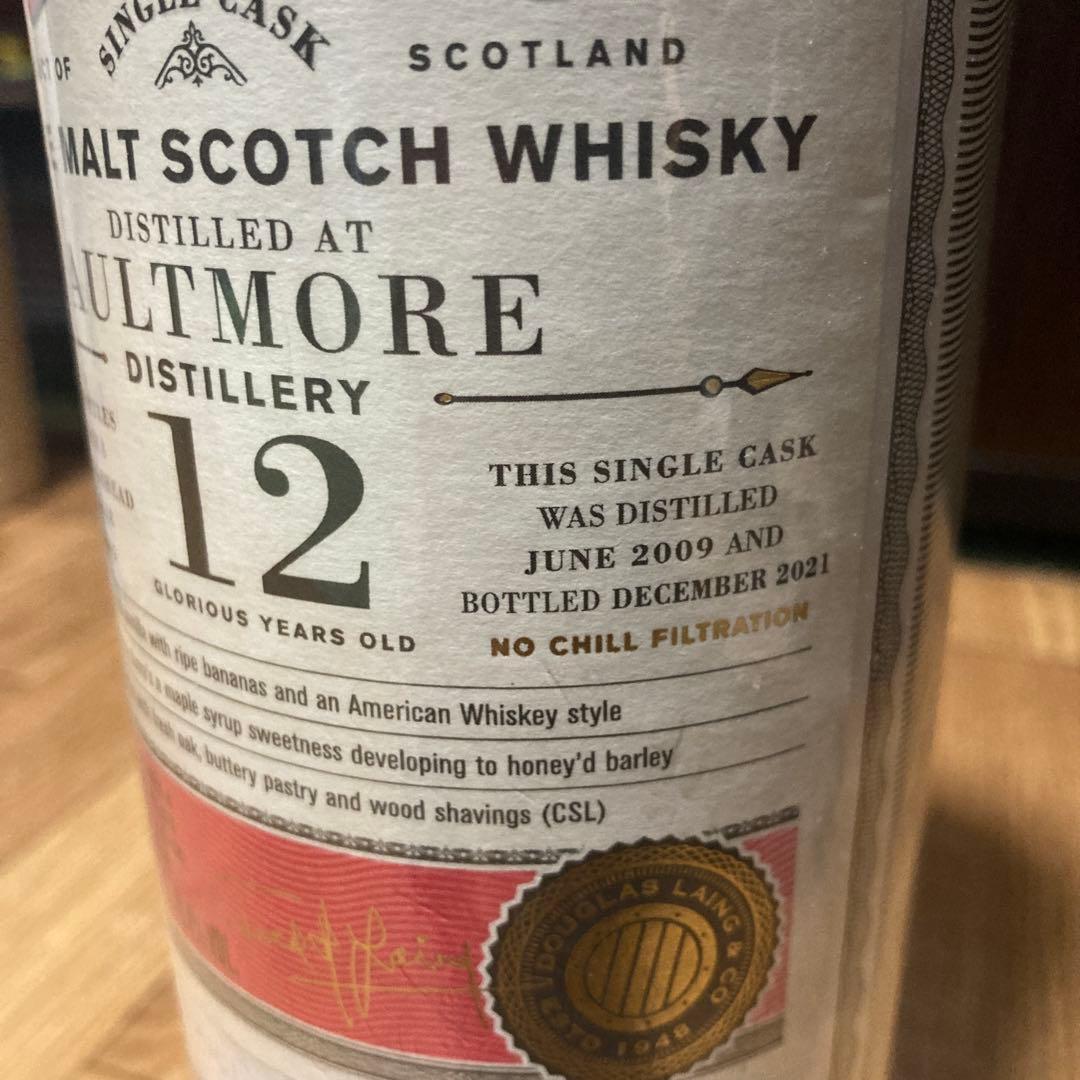 SINGLE CASK
OF
SCOTLAND
MALT SCOTCH WHISKY
DISTILLED AT
AULTMORE
DISTILLERY
12
GLORIOUS YEARS OLD
THIS SINGLE CASK
WAS DISTILLED
JUNE 2009 AND
BOTTLED DECEMBER 2021
NO CHILL FILTRATION
with ripe bananas and an American Whiskey style
a maple syrup sweetness developing to honey'd barley
oak, buttery pastry and wood shavings (CSL)
DOUGLAS LAING & CO
ESTD 1948